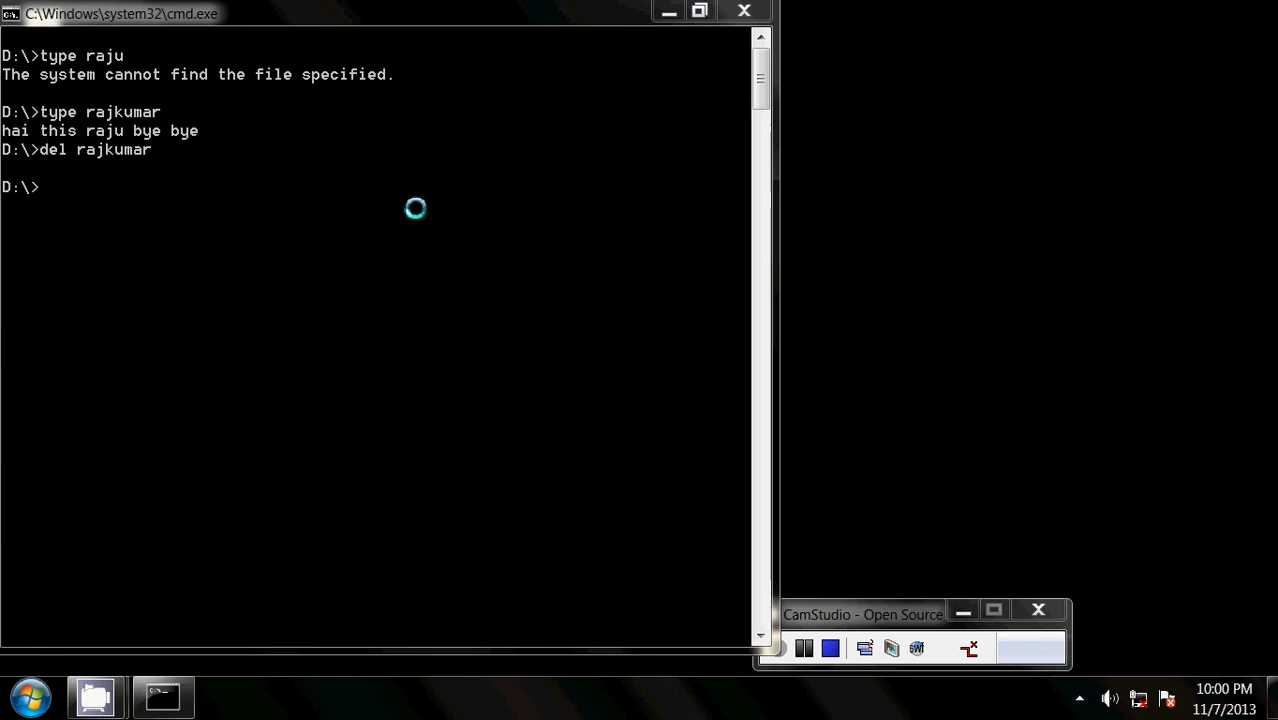 C:\Windows\system32\cmd.exe
D:\>type raju
The system cannot find the file specified.
D:\>type rajkumar
hai this raju bye bye
D:\>del rajkumar
D:\>
CamStudio - Open Source
SWF
10:00 PM
11/7/2013